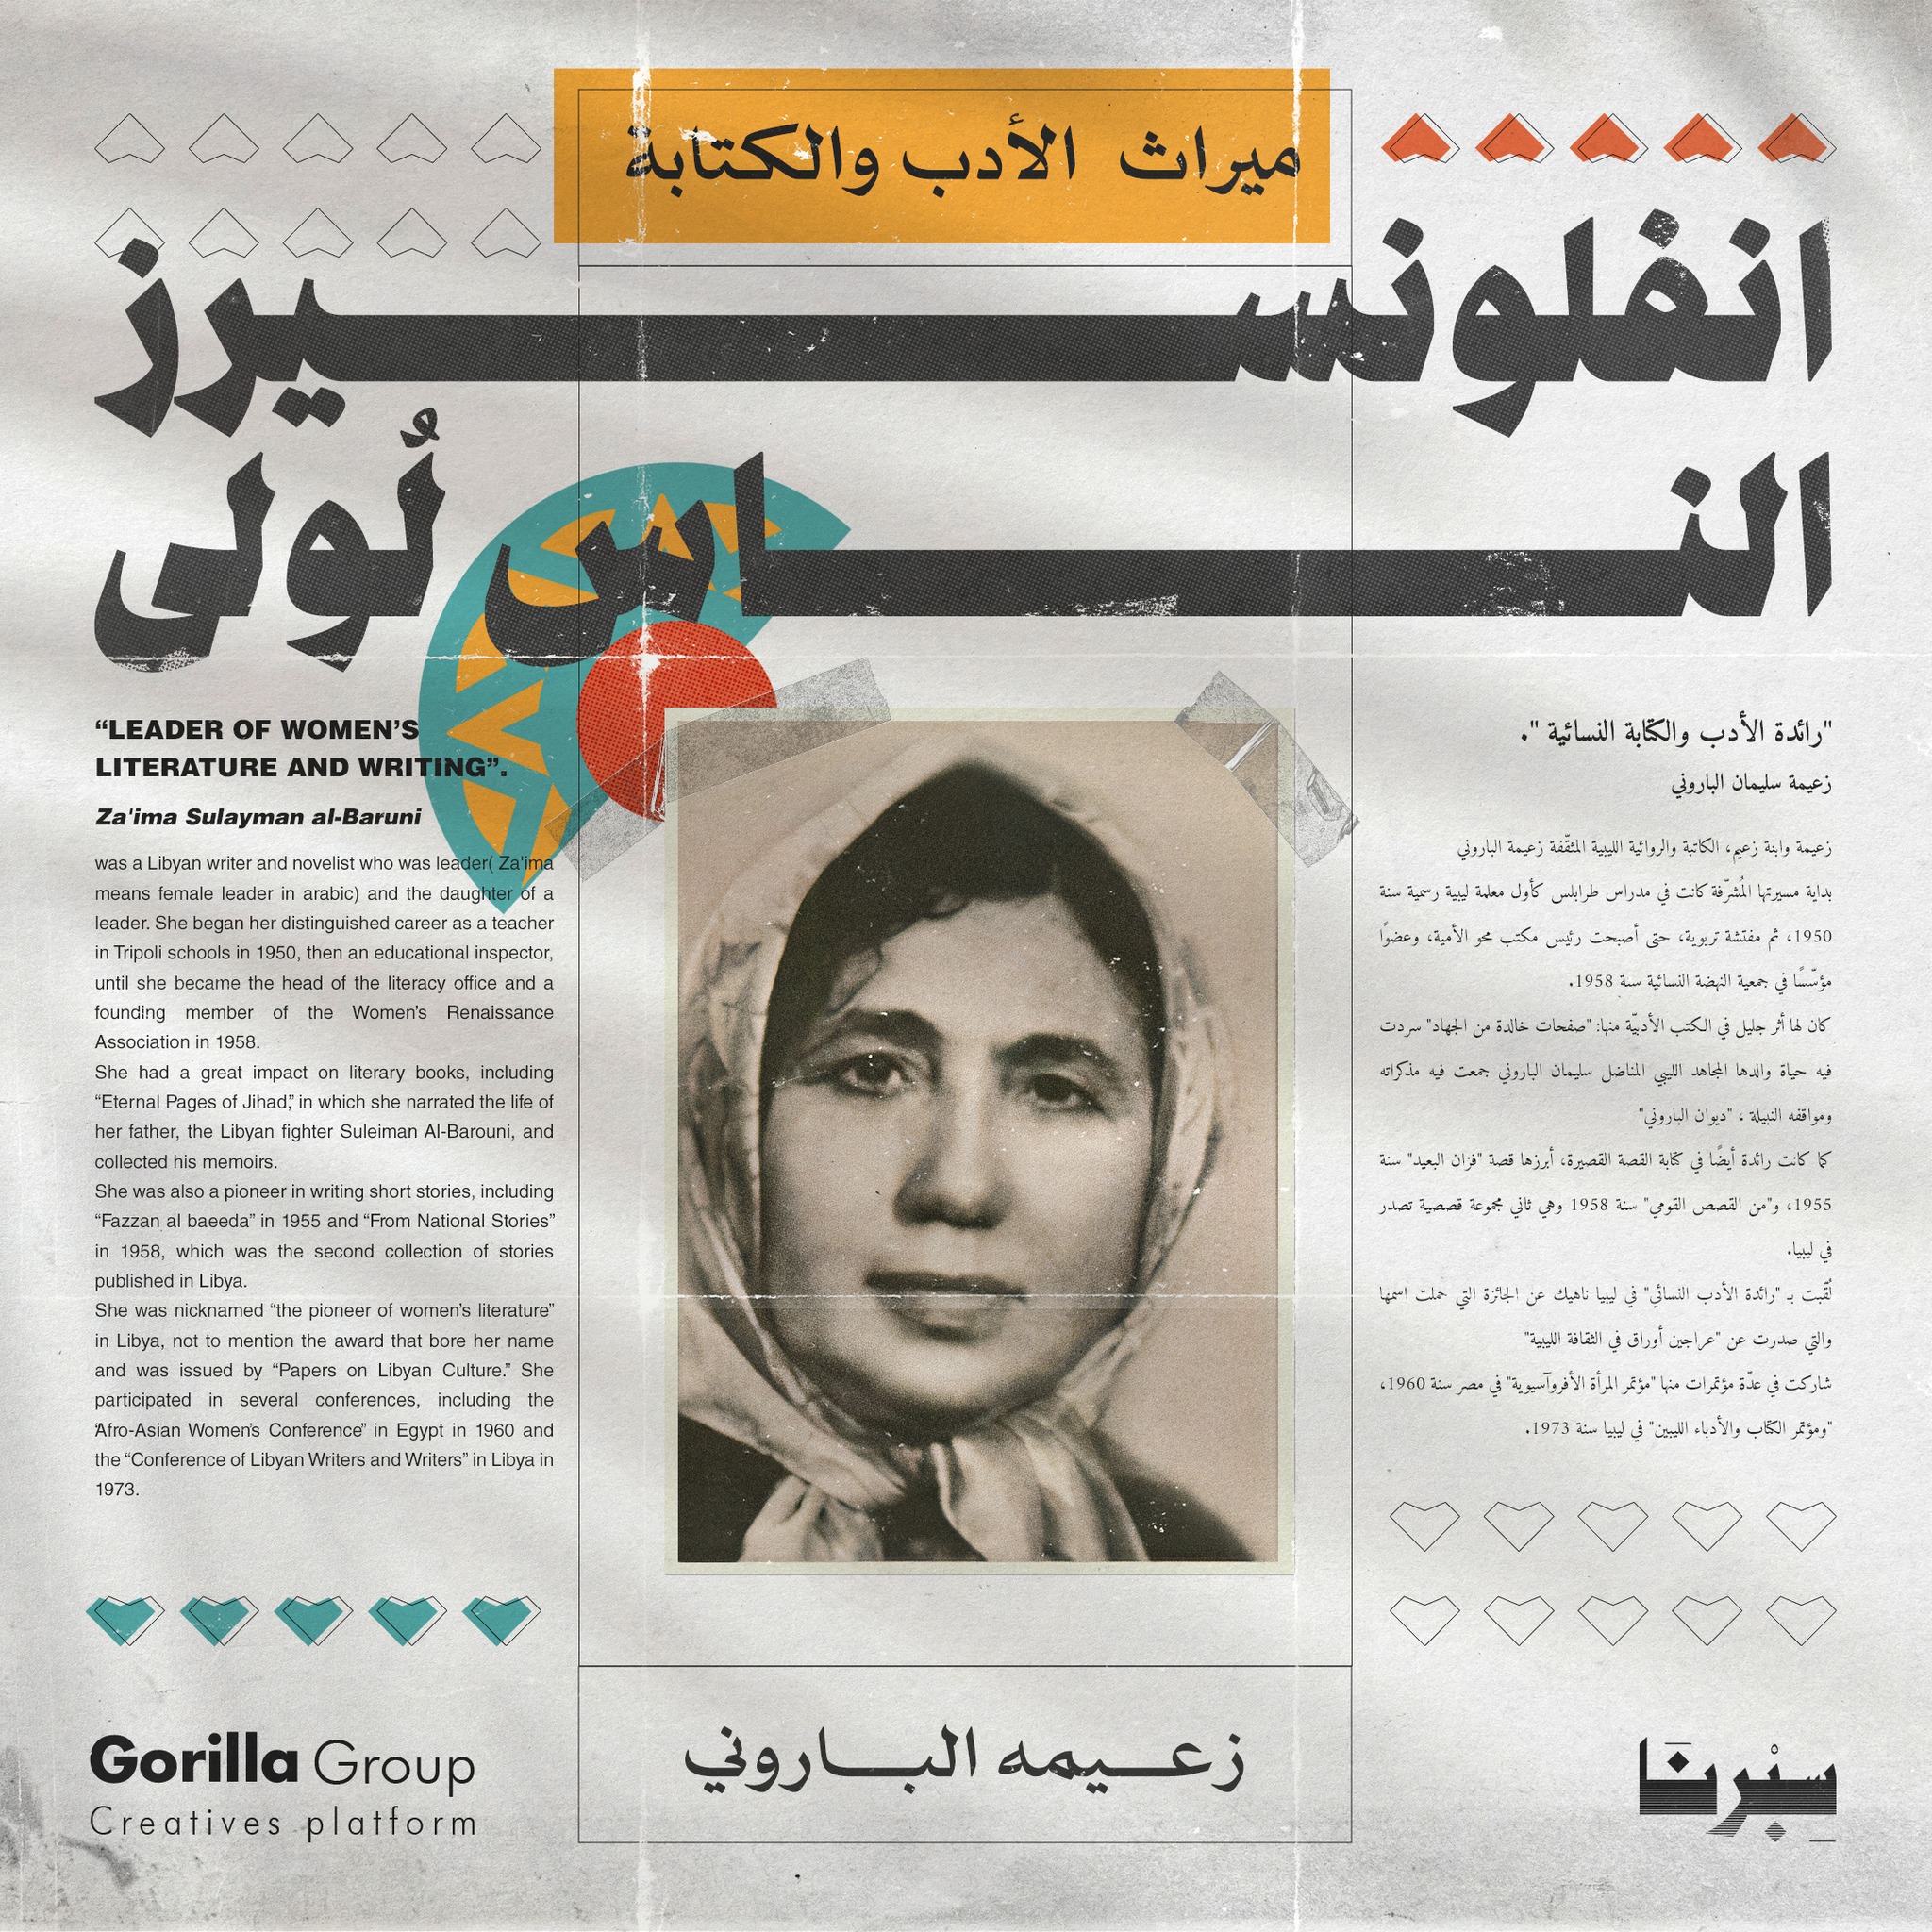 ميراث الأدب والكتابة
انفلونسيرز
الناس لُولى
“LEADER OF WOMEN’S
LITERATURE AND WRITING”.
Za'ima Sulayman al-Baruni
was a Libyan writer and novelist who was leader( Za'ima
means female leader in arabic) and the daughter of a
leader. She began her distinguished career as a teacher
in Tripoli schools in 1950, then an educational inspector,
until she became the head of the literacy office and a
founding member of the Women’s Renaissance
Association in 1958.
She had a great impact on literary books, including
“Eternal Pages of Jihad,” in which she narrated the life of
her father, the Libyan fighter Suleiman Al-Barouni, and
collected his memoirs.
She was also a pioneer in writing short stories, including
“Fazzan al baeeda” in 1955 and “From National Stories”
in 1958, which was the second collection of stories
published in Libya.
She was nicknamed “the pioneer of women’s literature”
in Libya, not to mention the award that bore her name
and was issued by “Papers on Libyan Culture.” She
participated in several conferences, including the
“Afro-Asian Women’s Conference” in Egypt in 1960 and
the “Conference of Libyan Writers and Writers” in Libya in
1973.
"رائدة الأدب والكتابة النسائية ".
زعيمة سليمان الباروني
زعيمة وابنة زعيم، الكاتبة والروائية الليبية المثقّفة زعيمة الباروني
بداية مسيرتها المُشرّفة كانت في مدراس طرابلس كأول معلمة ليبية رسمية سنة
1950، ثم مفتشة تربوية، حتى أصبحت رئيس مكتب محو الأمية، وعضوًا
مؤسّسًا في جمعية النهضة النسائية سنة 1958.
كان لها أثر جليل في الكتب الأدبيّة منها: "صفحات خالدة من الجهاد" سردت
فيه حياة والدها المجاهد الليبي المناضل سليمان الباروني جمعت فيه مذكراته
ومواقفه النبيلة ، "ديوان الباروني"
كما كانت رائدة أيضًا في كتابة القصة القصيرة، أبرزها قصة "فزان البعيد" سنة
1955، و"من القصص القومي" سنة 1958 وهي ثاني مجموعة قصصية تصدر
في ليبيا.
لُقّبت بـ "رائدة الأدب النسائي" في ليبيا ناهيك عن الجائزة التي حملت اسمها
والتي صدرت عن "عراجين أوراق في الثقافة الليبية"
شاركت في عدّة مؤتمرات منها "مؤتمر المرأة الأفروآسيوية" في مصر سنة 1960،
"ومؤتمر الكتاب والأدباء الليبين" في ليبيا سنة 1973.
زعيمه الباروني
Gorilla Group
Creatives platform
سبْرنا